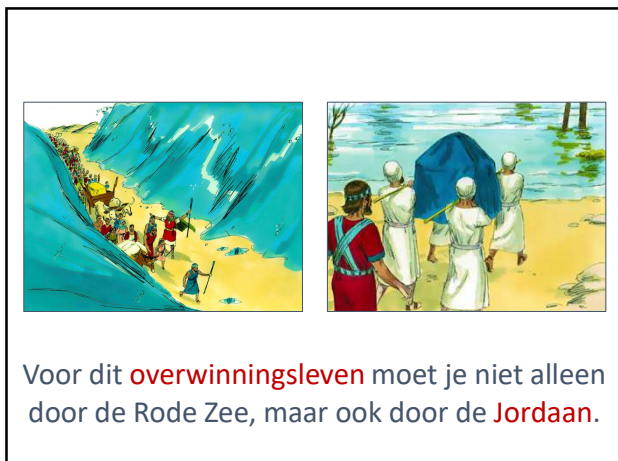 Voor dit overwinningsleven moet je niet alleen
door de Rode Zee, maar ook door de Jordaan.